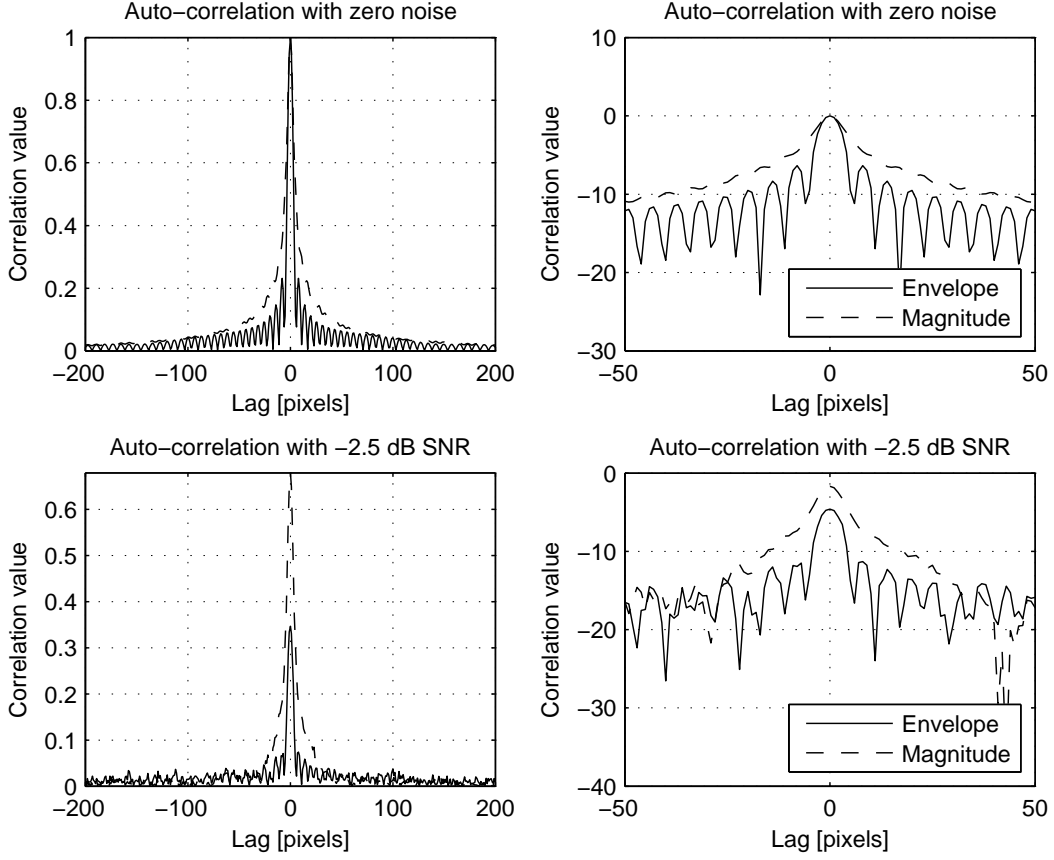 Auto−correlation with zero noise
1
0.8
0.6
0.4
0.2
0
Correlation value
−200 −100 0 100 200
Lag [pixels]
Auto−correlation with zero noise
10
0
−10
−20
−30
Correlation value
Envelope
Magnitude
−50 0 50
Lag [pixels]
Auto−correlation with −2.5 dB SNR
0.6
0.5
0.4
0.3
0.2
0.1
0
Correlation value
−200 −100 0 100 200
Lag [pixels]
Auto−correlation with −2.5 dB SNR
0
−10
−20
−30
−40
Correlation value
Envelope
Magnitude
−50 0 50
Lag [pixels]